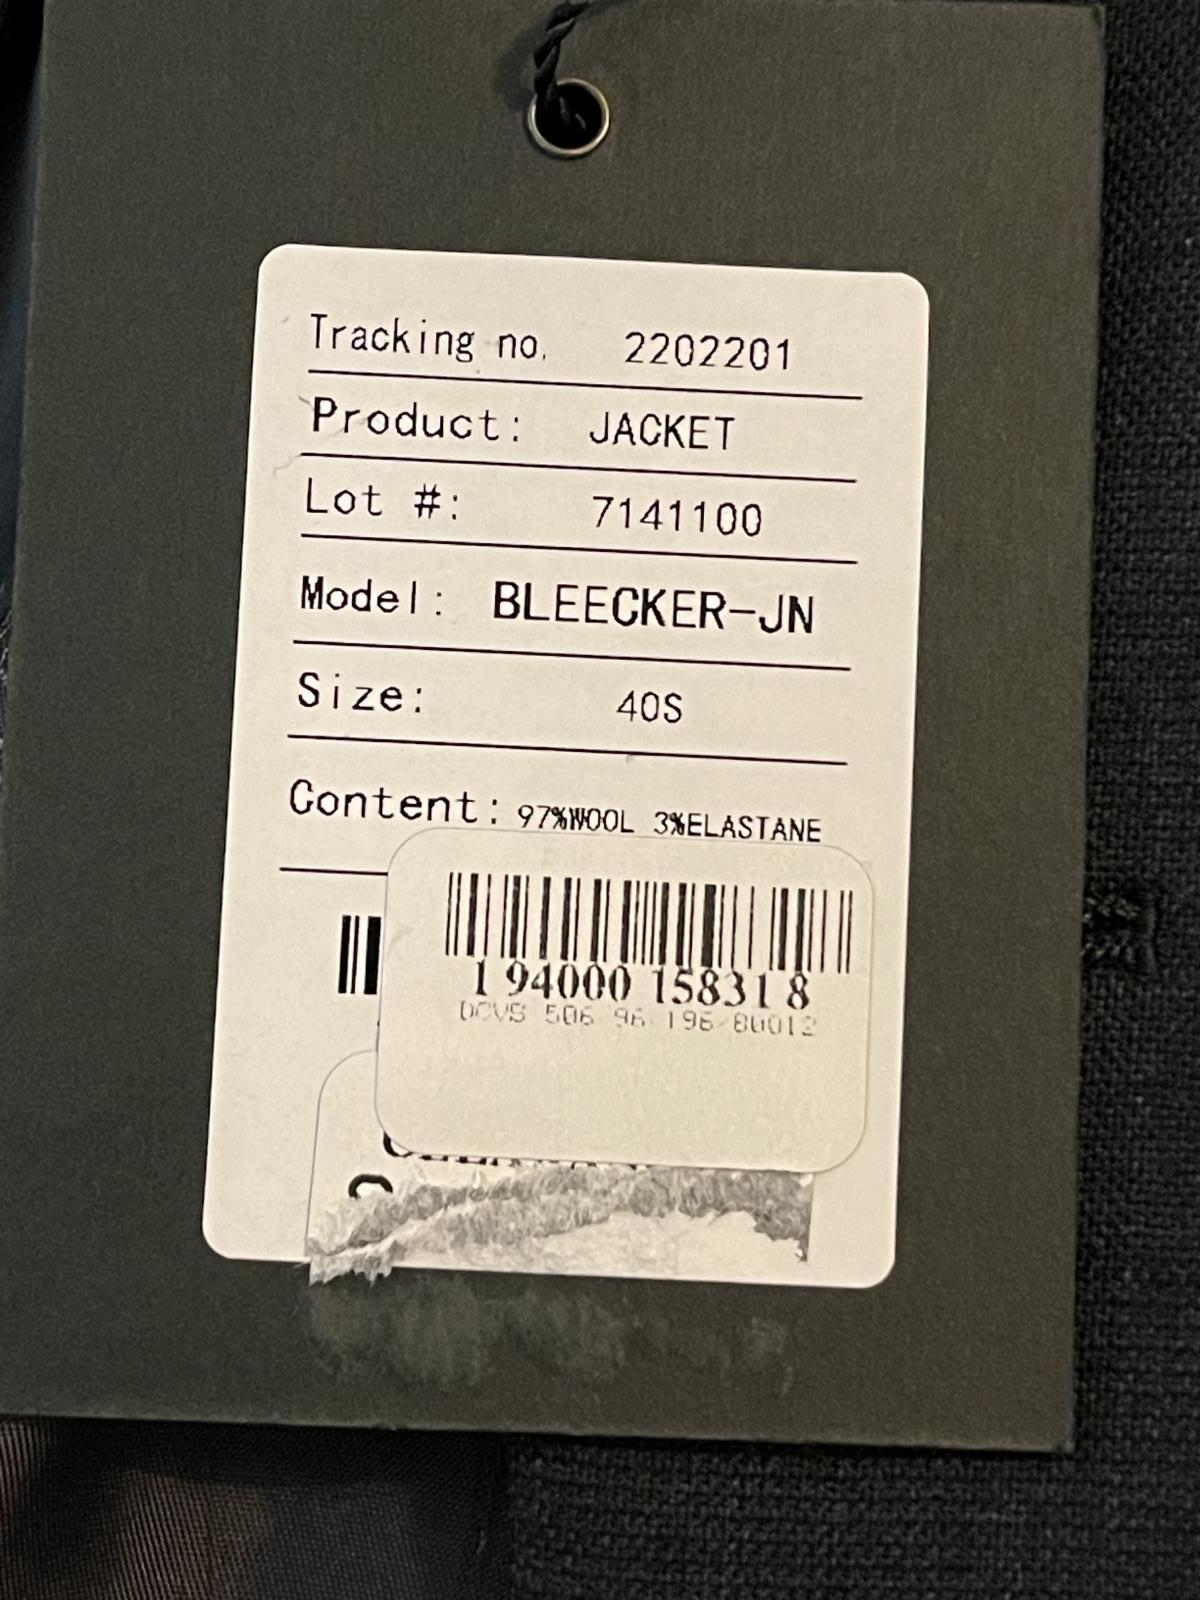 Tracking no. 2202201
Product: JACKET
Lot #: 7141100
Model: BLEECKER-JN
Size: 40S
Content: 97%WOOL 3%ELASTANE
1 94000 15831 8
DCVS 506 96 196 80012